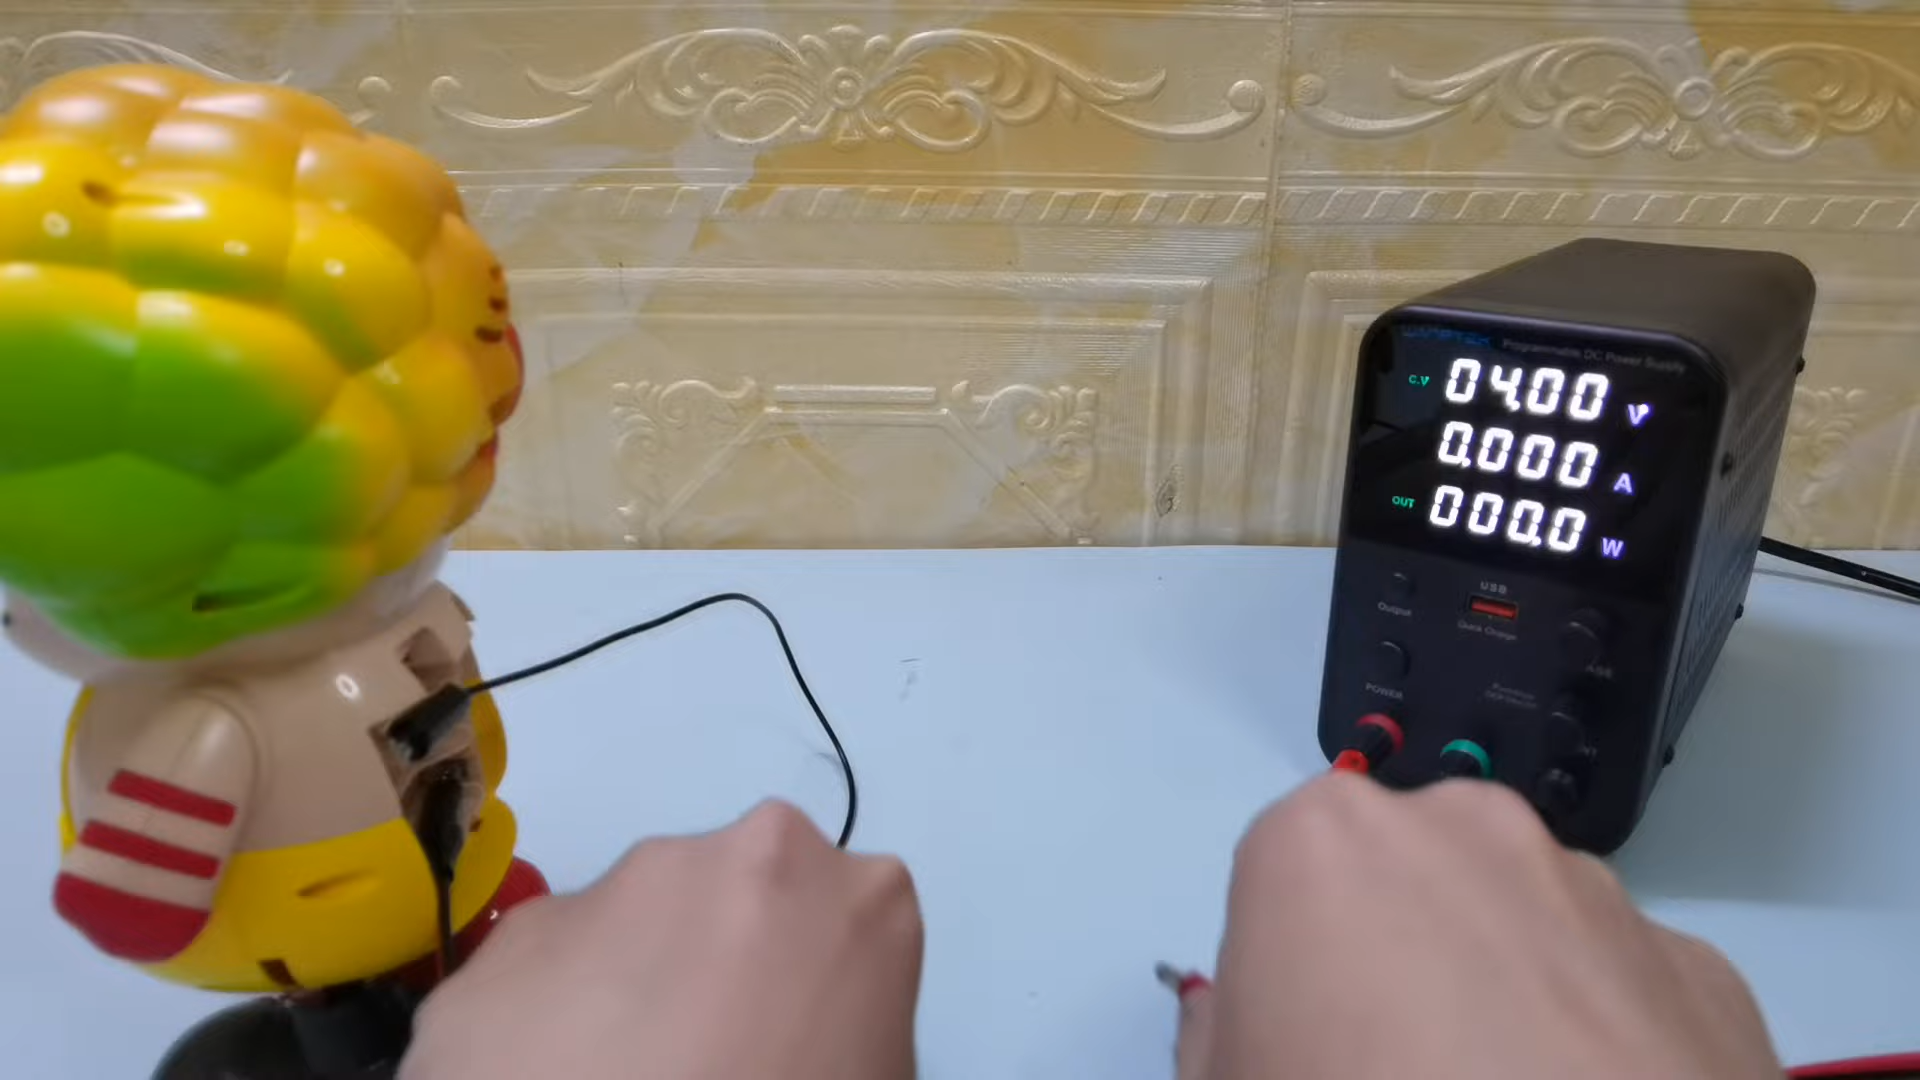 Programmable DC Power Supply
C.V 04.00 V
0.000 A
OUT 000.0 W
USB
Output
Quick Charge
POWER